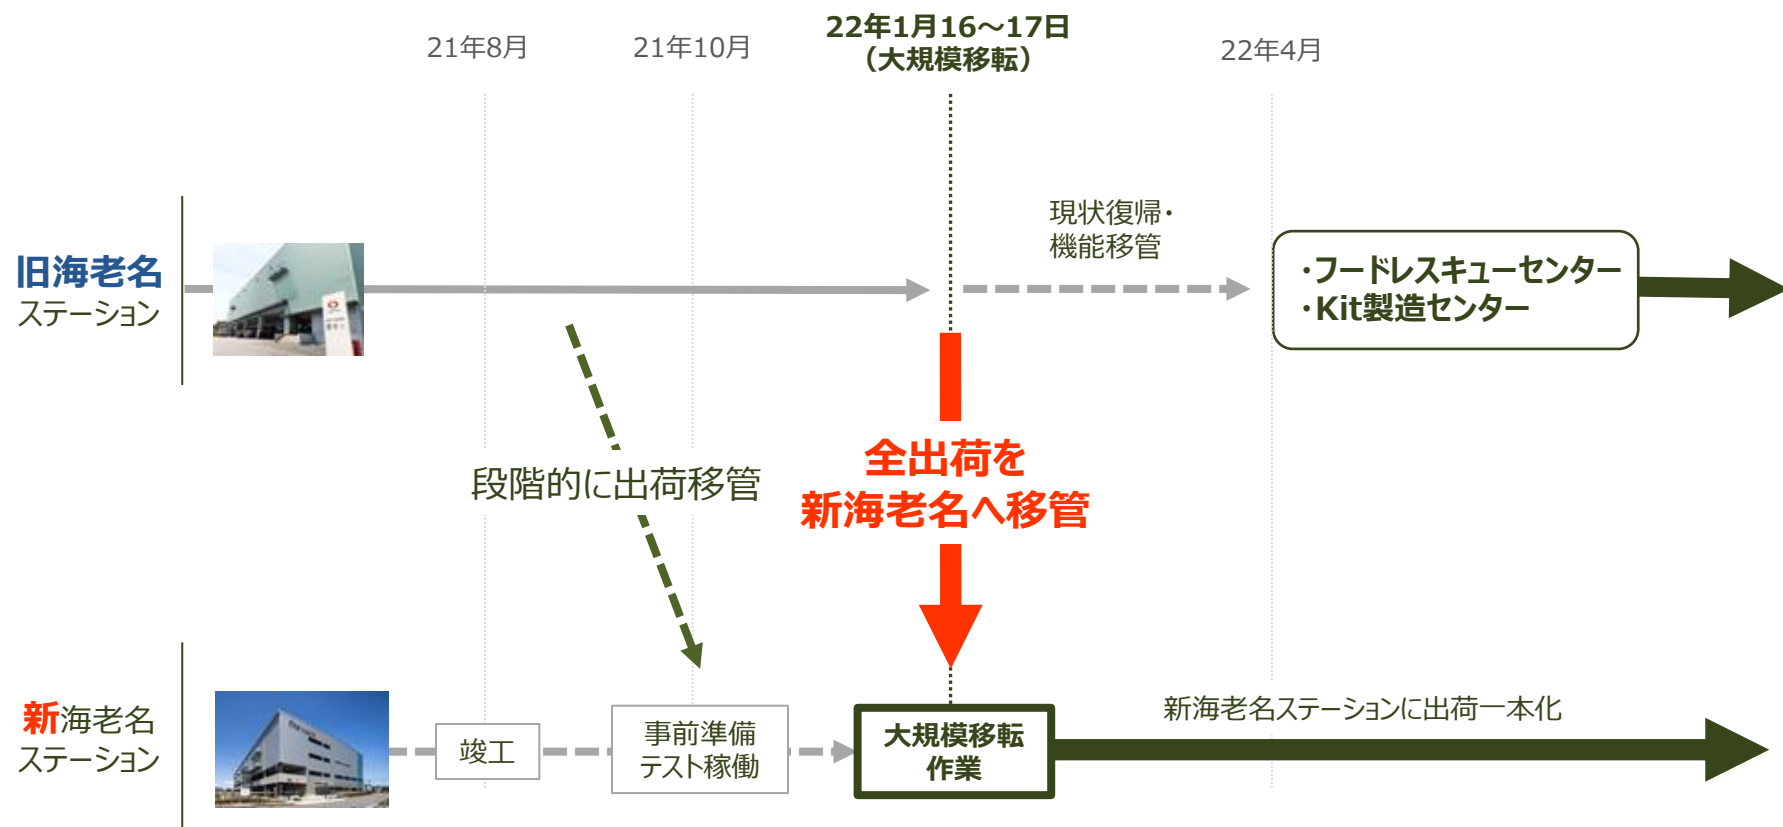 21年8月
21年10月
22年1月16～17日
（大規模移転）
22年4月
旧海老名
ステーション
現状復帰・
機能移管
・フードレスキューセンター
・Kit製造センター
段階的に出荷移管
全出荷を
新海老名へ移管
新海老名
ステーション
竣工
事前準備
テスト稼働
大規模移転
作業
新海老名ステーションに出荷一本化